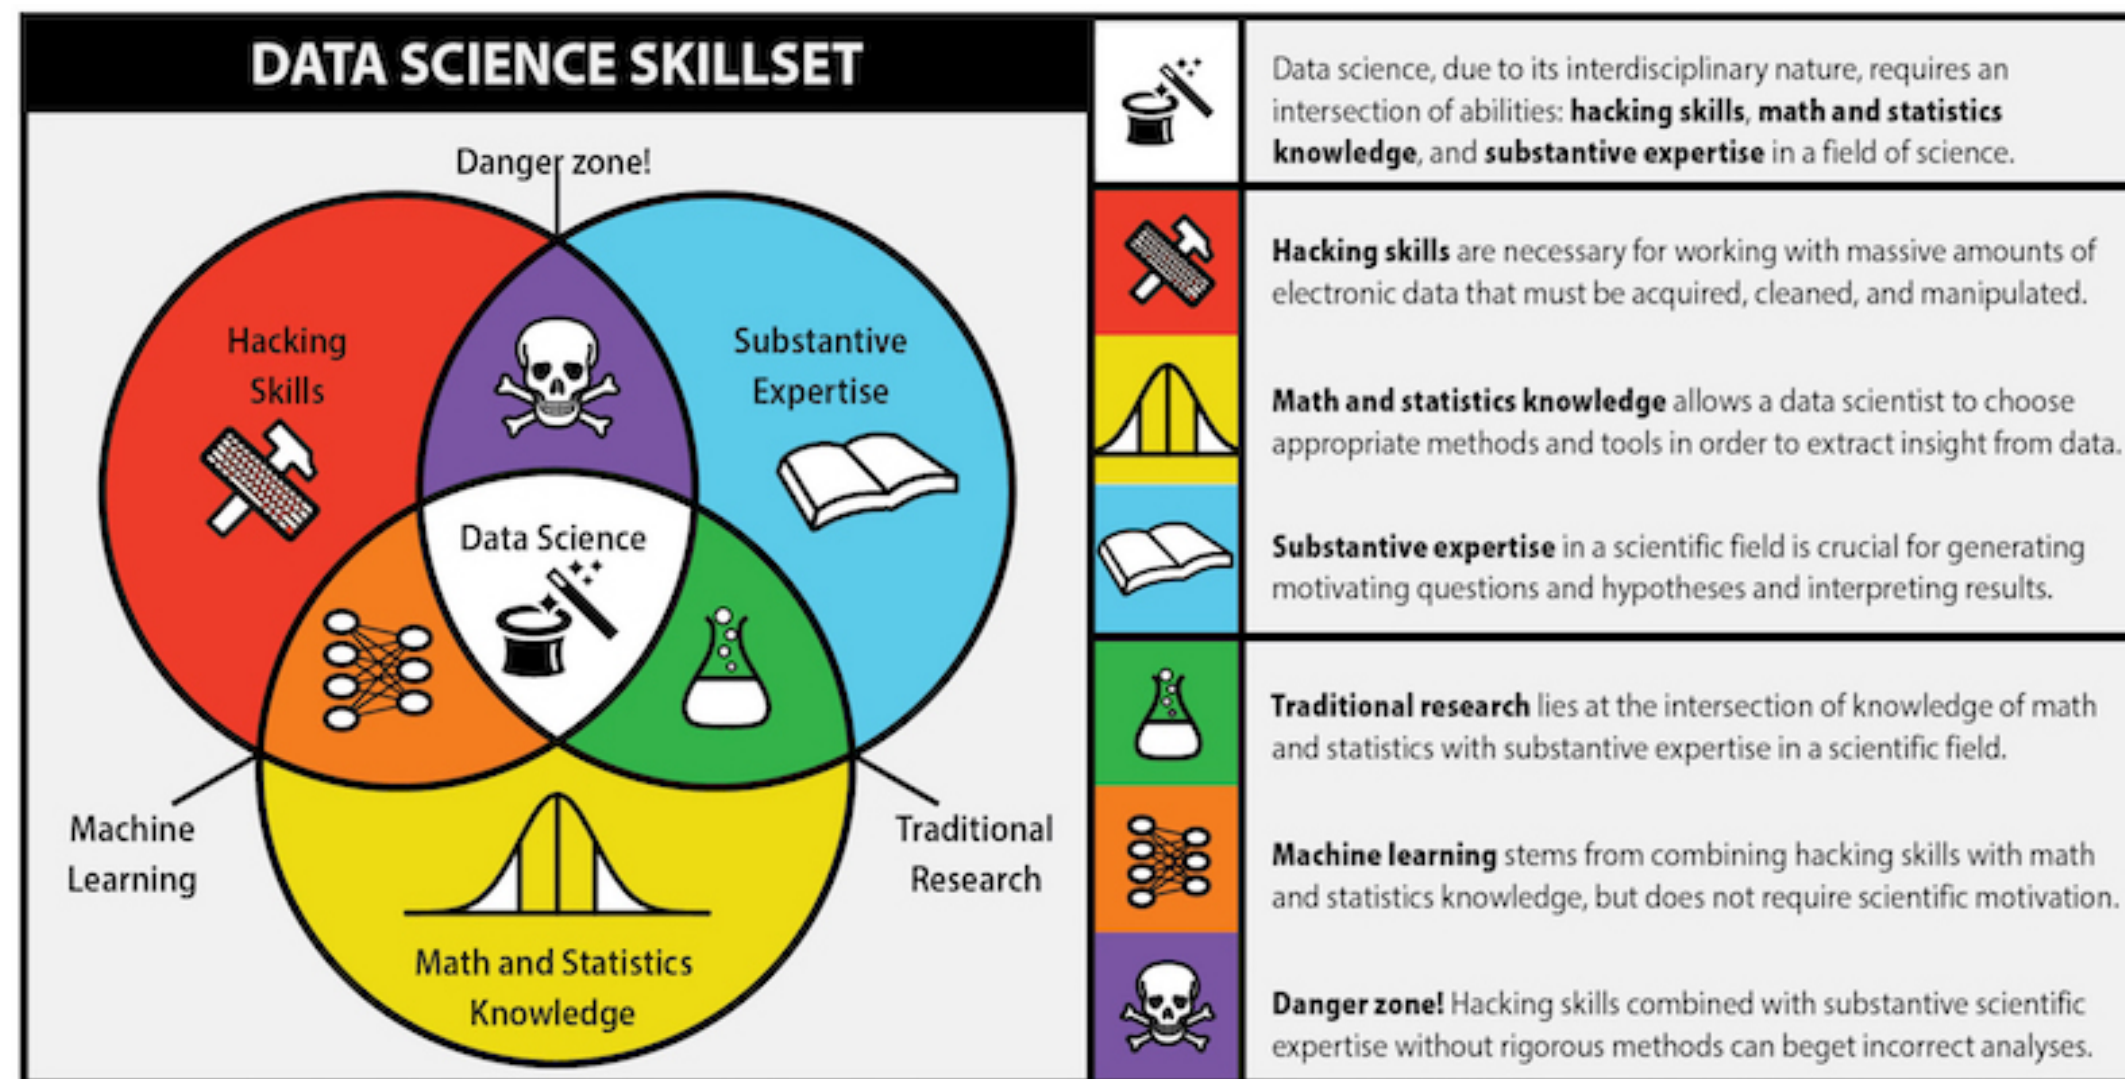 DATA SCIENCE SKILLSET
Danger zone!
Hacking
Skills
Substantive
Expertise
Data Science
Machine
Learning
Traditional
Research
Math and Statistics
Knowledge
Data science, due to its interdisciplinary nature, requires an
intersection of abilities: hacking skills, math and statistics
knowledge, and substantive expertise in a field of science.
Hacking skills are necessary for working with massive amounts of
electronic data that must be acquired, cleaned, and manipulated.
Math and statistics knowledge allows a data scientist to choose
appropriate methods and tools in order to extract insight from data.
Substantive expertise in a scientific field is crucial for generating
motivating questions and hypotheses and interpreting results.
Traditional research lies at the intersection of knowledge of math
and statistics with substantive expertise in a scientific field.
Machine learning stems from combining hacking skills with math
and statistics knowledge, but does not require scientific motivation.
Danger zone! Hacking skills combined with substantive scientific
expertise without rigorous methods can beget incorrect analyses.